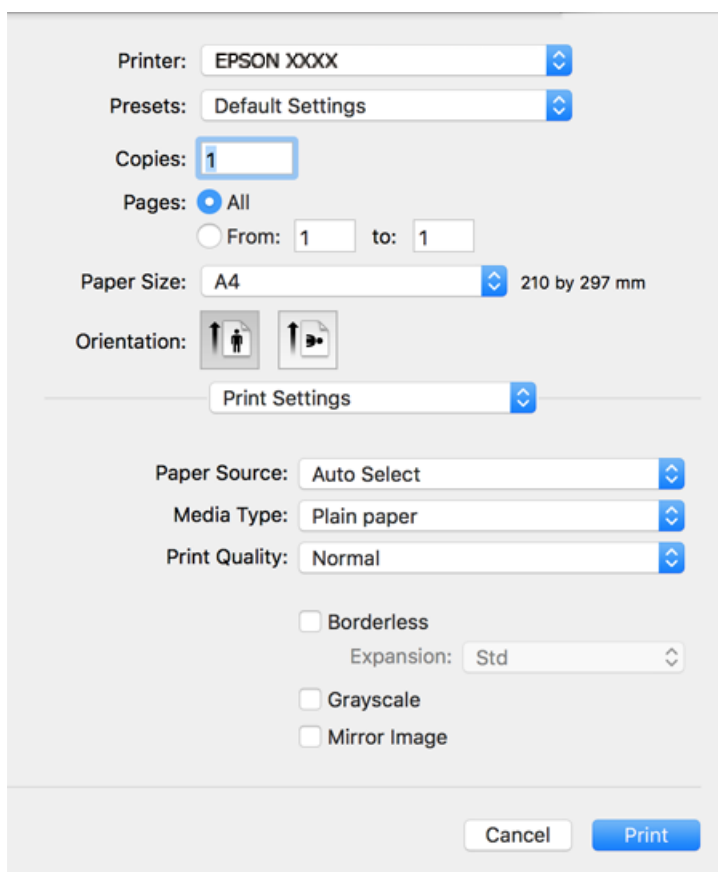 Printer: EPSON XXXX
Presets: Default Settings
Copies: 1
Pages: All
From: 1 to: 1
Paper Size: A4 210 by 297 mm
Orientation:
Print Settings
Paper Source: Auto Select
Media Type: Plain paper
Print Quality: Normal
Borderless
Expansion: Std
Grayscale
Mirror Image
Cancel Print